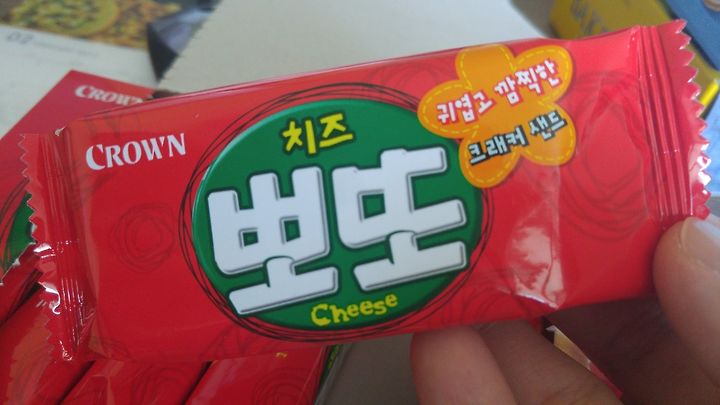 CROWN
CROWN
치즈
뽀또
Cheese
귀엽고 깜찍한
크래커 샌드